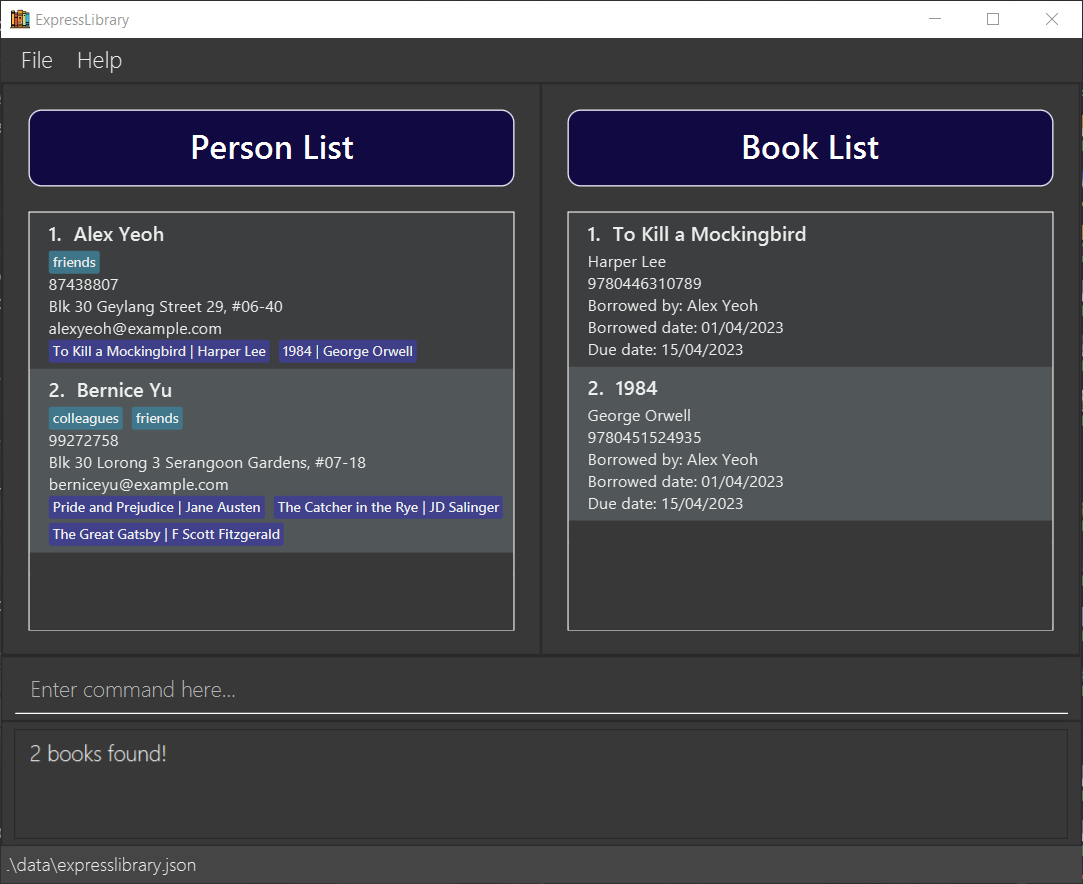 ExpressLibrary
File Help
Person List
1. Alex Yeoh
friends
87438807
Blk 30 Geylang Street 29, #06-40
alexyeoh@example.com
To Kill a Mockingbird | Harper Lee 1984 | George Orwell
2. Bernice Yu
colleagues friends
99272758
Blk 30 Lorong 3 Serangoon Gardens, #07-18
berniceyu@example.com
Pride and Prejudice | Jane Austen The Catcher in the Rye | JD Salinger
The Great Gatsby | F Scott Fitzgerald
Book List
1. To Kill a Mockingbird
Harper Lee
9780446310789
Borrowed by: Alex Yeoh
Borrowed date: 01/04/2023
Due date: 15/04/2023
2. 1984
George Orwell
9780451524935
Borrowed by: Alex Yeoh
Borrowed date: 01/04/2023
Due date: 15/04/2023
Enter command here...
2 books found!
.\data\expresslibrary.json